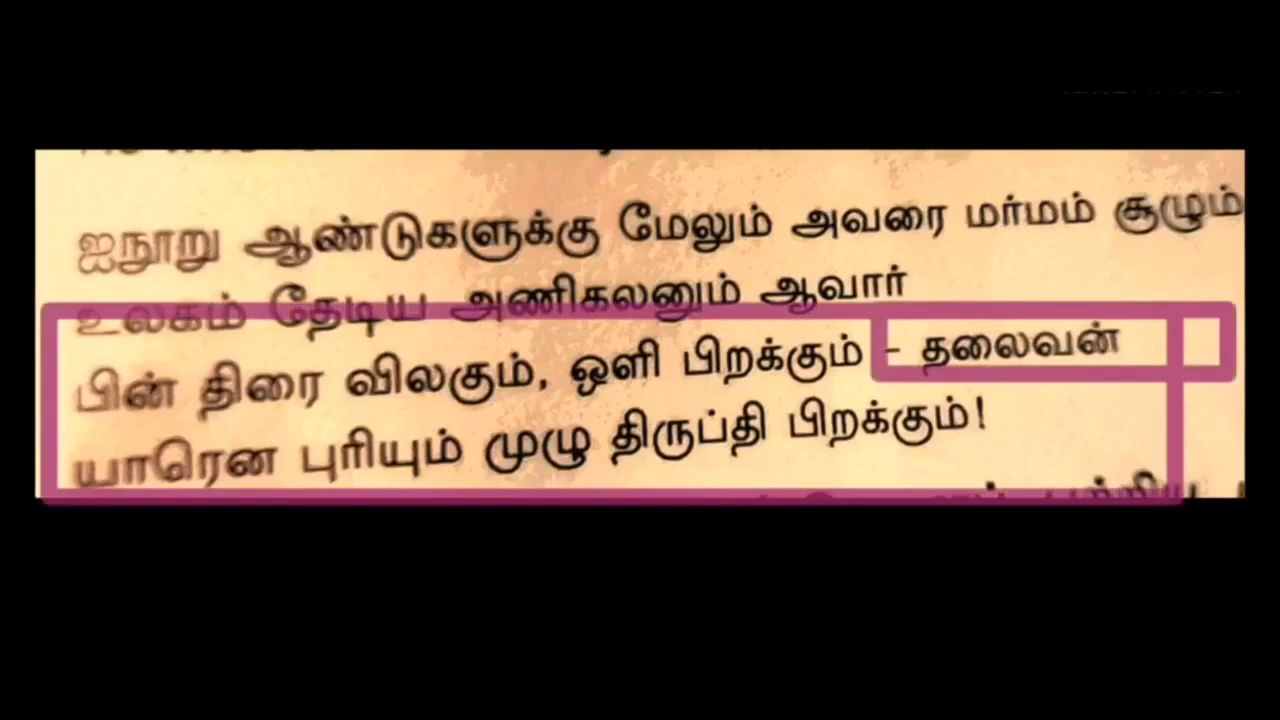 ஐநூறு ஆண்டுகளுக்கு மேலும் அவரை மர்மம் சூழும்
உலகம் தேடிய அணிகலனும் ஆவார்
பின் திரை விலகும், ஒளி பிறக்கும் - தலைவன்
யாரென புரியும் முழு திருப்தி பிறக்கும்!